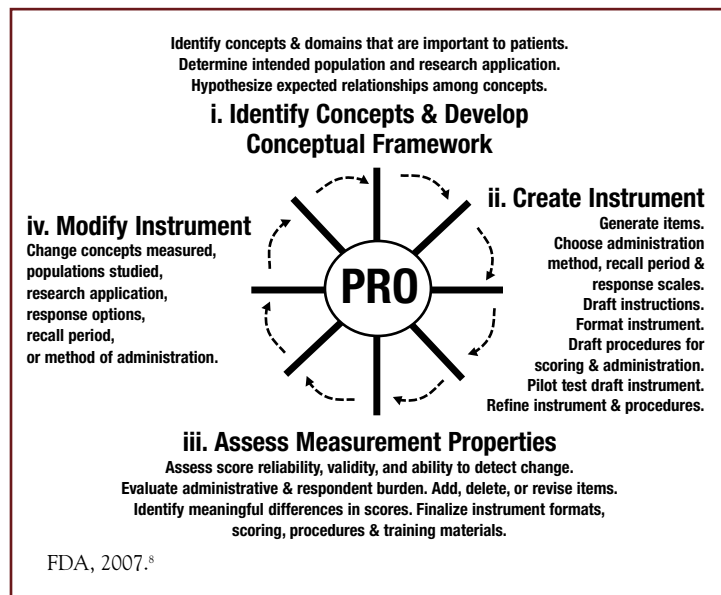 Identify concepts & domains that are important to patients.
Determine intended population and research application.
Hypothesize expected relationships among concepts.
i. Identify Concepts & Develop
Conceptual Framework
ii. Create Instrument
Generate items.
Choose administration
method, recall period &
response scales.
Draft instructions.
Format instrument.
Draft procedures for
scoring & administration.
Pilot test draft instrument.
Refine instrument & procedures.
iv. Modify Instrument
Change concepts measured,
populations studied,
research application,
response options,
recall period,
or method of administration.
PRO
iii. Assess Measurement Properties
Assess score reliability, validity, and ability to detect change.
Evaluate administrative & respondent burden. Add, delete, or revise items.
Identify meaningful differences in scores. Finalize instrument formats,
scoring, procedures & training materials.
FDA, 2007.⁸